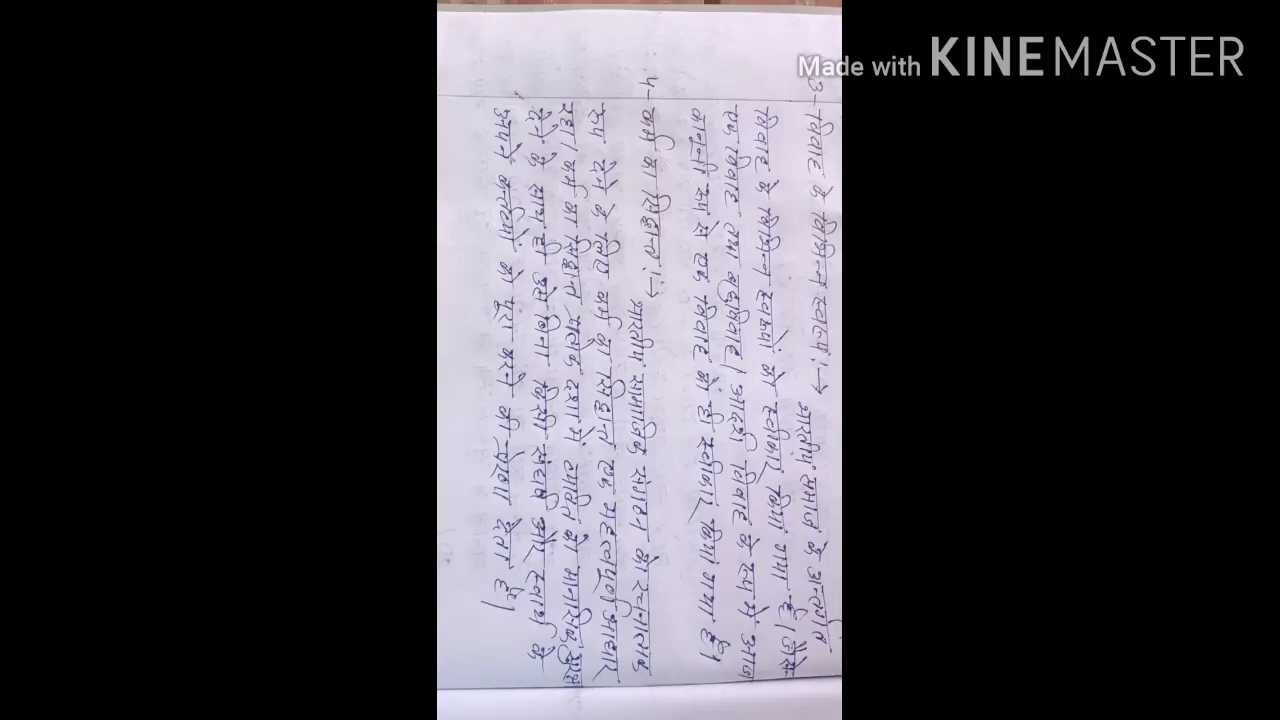 Made with KINEMASTER
3- विवाह के विभिन्न स्वरूप :→
भारतीय समाज के अन्तर्गत
विवाह के विभिन्न स्वरूपों को स्वीकार किया गया है। जैसे
एक विवाह तथा बहुविवाह। आदर्श विवाह के रूप में आज
कानूनी रूप से एक विवाह को ही स्वीकार किया गया है।
4- कर्म का सिद्धान्त :→
भारतीय सामाजिक संगठन को रचनात्मक
रूप देने के लिए कर्म का सिद्धान्त एक महत्वपूर्ण आधार
रहा। कर्म का सिद्धान्त प्रत्येक दशा में व्यक्ति को मानसिक सुरक्षा
देने के साथ ही उसे बिना किसी संघर्ष और स्वार्थ के
अपने कर्तव्यों को पूरा करने की प्रेरणा देता है।